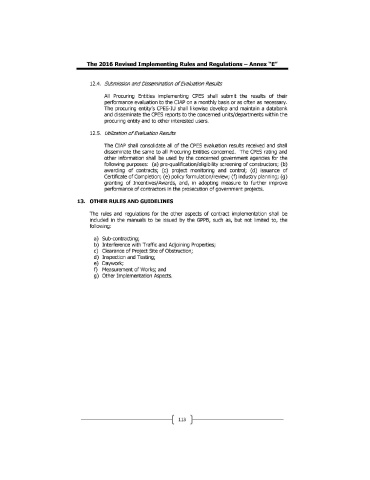 The 2016 Revised Implementing Rules and Regulations – Annex "E"
12.4. Submission and Dissemination of Evaluation Results
All Procuring Entities implementing CPES shall submit the results of their
performance evaluation to the CIAP on a monthly basis or as often as necessary.
The procuring entity's CPES-IU shall likewise develop and maintain a databank
and disseminate the CPES reports to the concerned units/departments within the
procuring entity and to other interested users.
12.5. Utilization of Evaluation Results
The CIAP shall consolidate all of the CPES evaluation results received and shall
disseminate the same to all Procuring Entities concerned. The CPES rating and
other information shall be used by the concerned government agencies for the
following purposes: (a) pre-qualification/eligibility screening of constructors; (b)
awarding of contracts; (c) project monitoring and control; (d) issuance of
Certificate of Completion; (e) policy formulation/review; (f) industry planning; (g)
granting of Incentives/Awards, and, in adopting measure to further improve
performance of contractors in the prosecution of government projects.
13. OTHER RULES AND GUIDELINES
The rules and regulations for the other aspects of contract implementation shall be
included in the manuals to be issued by the GPPB, such as, but not limited to, the
following:
a) Sub-contracting;
b) Interference with Traffic and Adjoining Properties;
c) Clearance of Project Site of Obstruction;
d) Inspection and Testing;
e) Daywork;
f) Measurement of Works; and
g) Other Implementation Aspects.